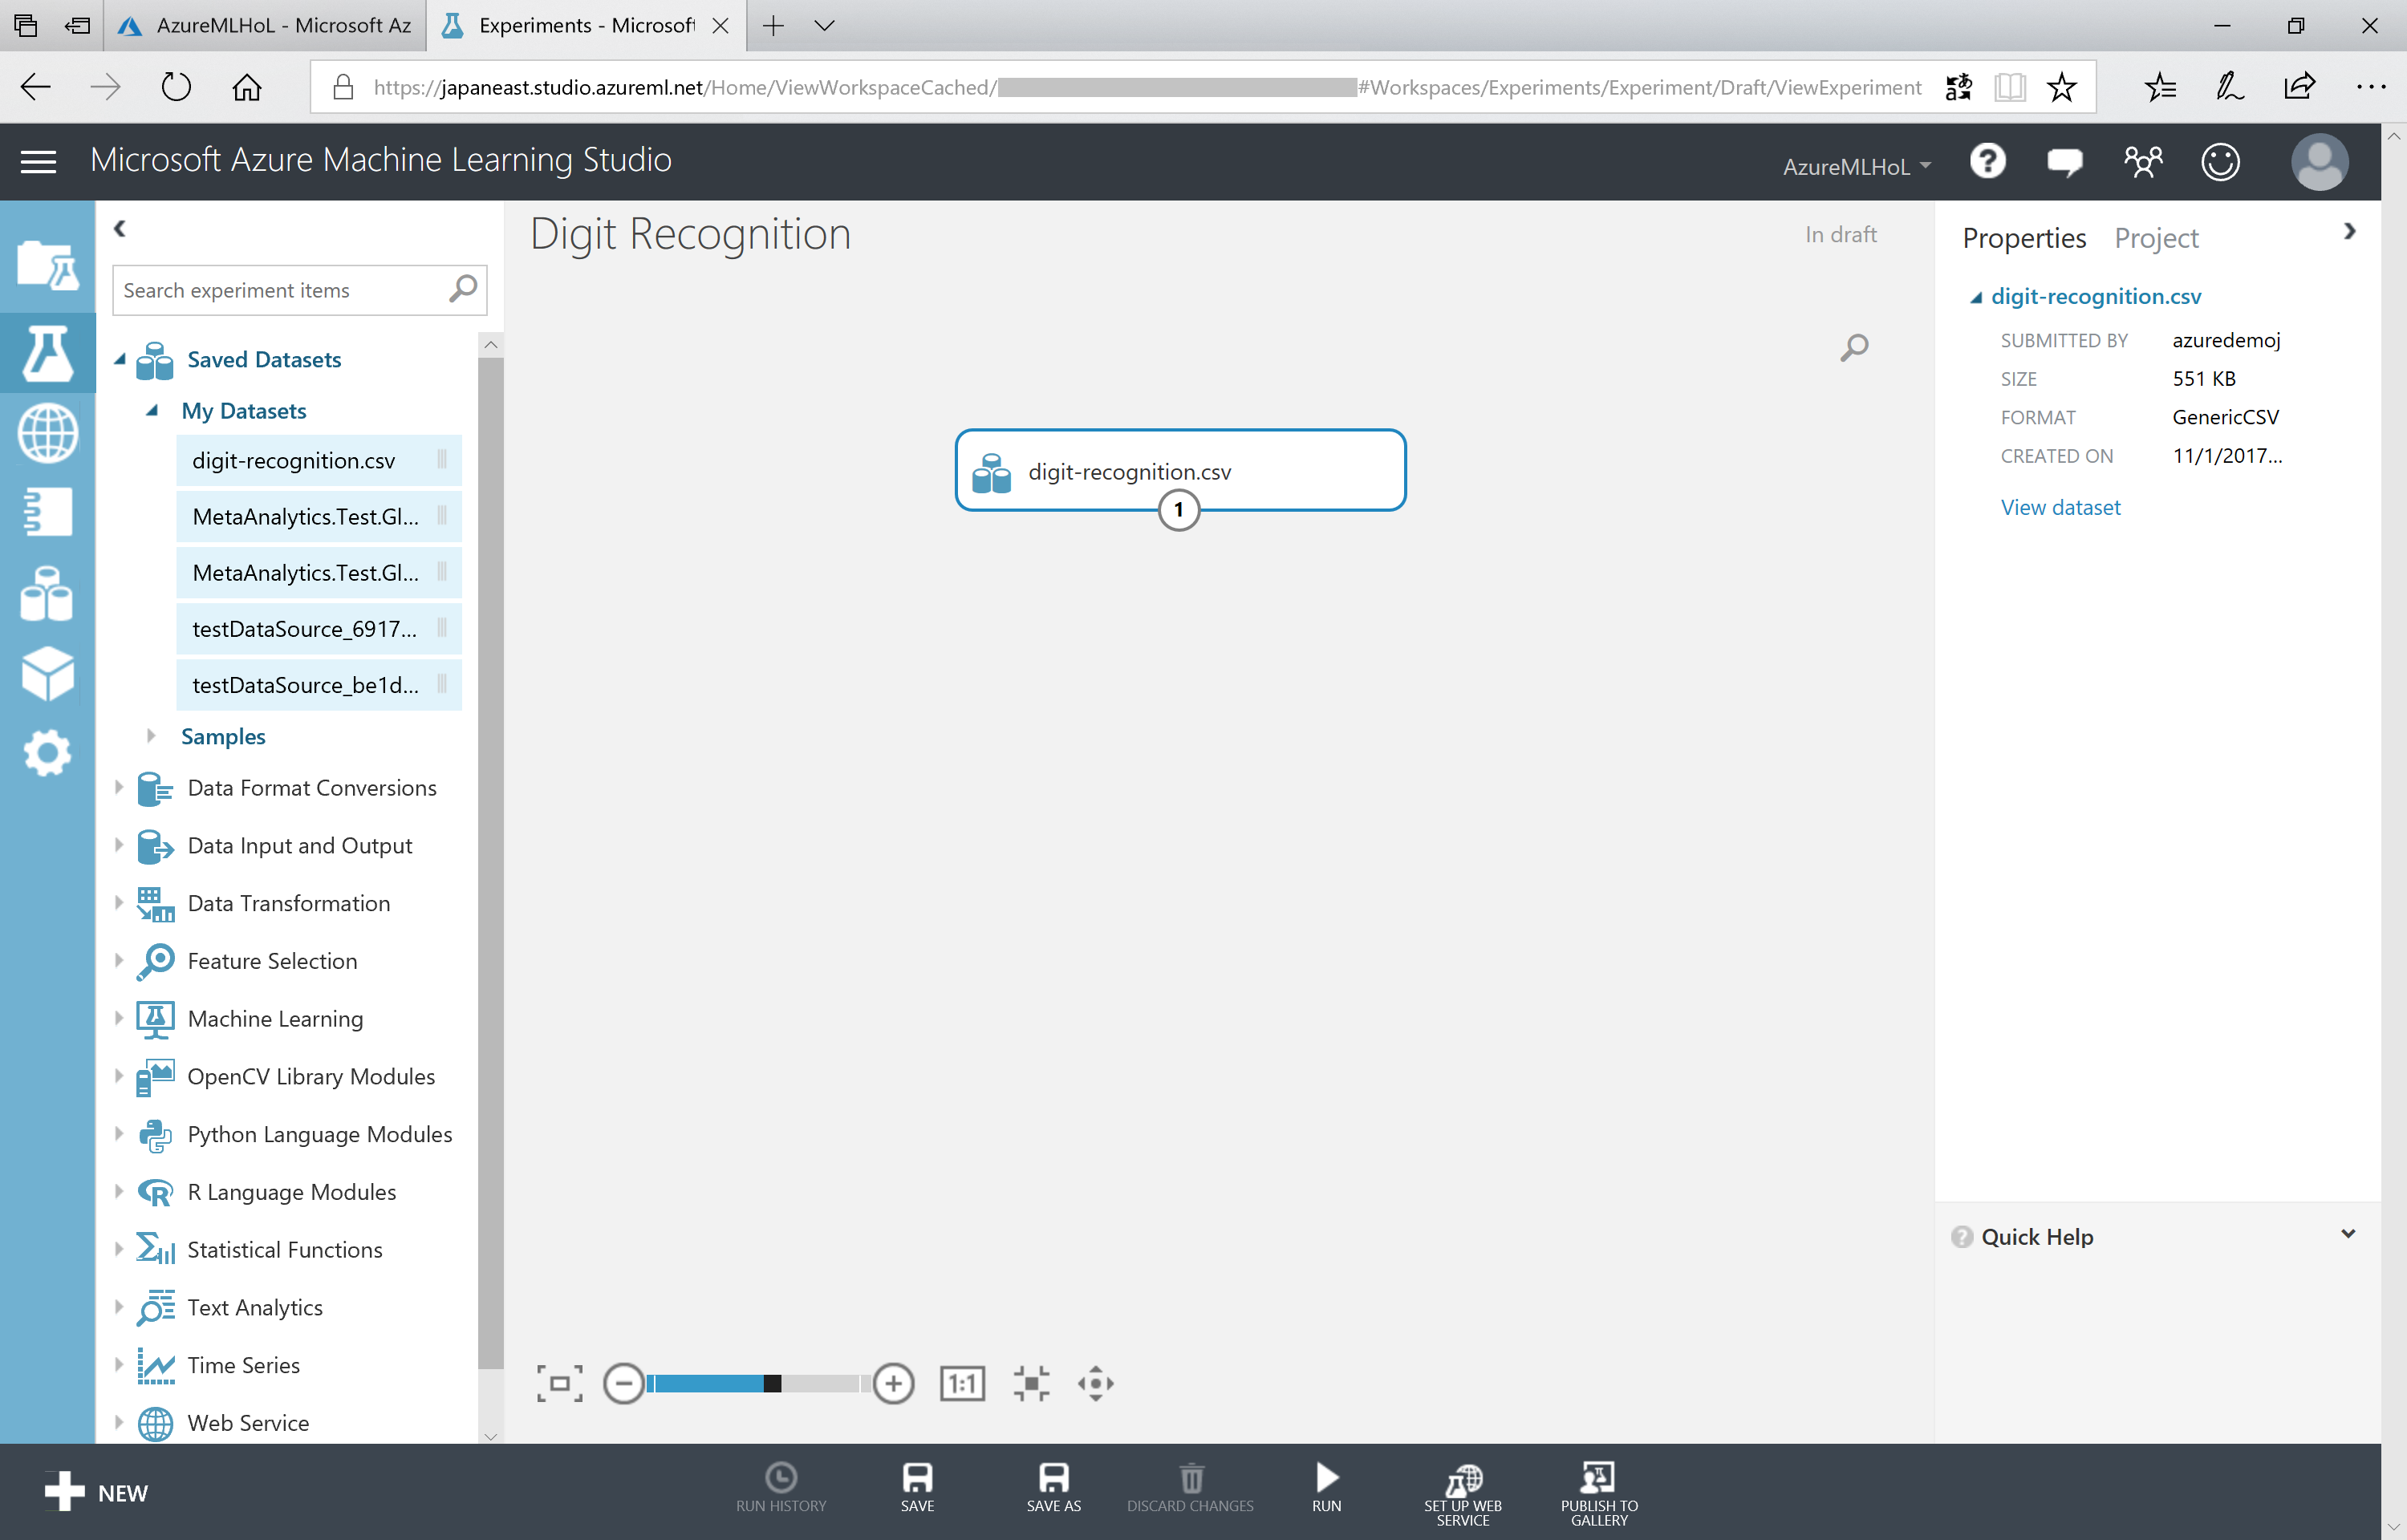 AzureMLHoL - Microsoft Az
Experiments - Microsoft
https://japaneast.studio.azureml.net/Home/ViewWorkspaceCached/
#Workspaces/Experiments/Experiment/Draft/ViewExperiment
Microsoft Azure Machine Learning Studio
AzureMLHoL
Search experiment items
Saved Datasets
My Datasets
digit-recognition.csv
MetaAnalytics.Test.Gl...
MetaAnalytics.Test.Gl...
testDataSource_6917...
testDataSource_be1d...
Samples
Data Format Conversions
Data Input and Output
Data Transformation
Feature Selection
Machine Learning
OpenCV Library Modules
Python Language Modules
R Language Modules
Statistical Functions
Text Analytics
Time Series
Web Service
Digit Recognition
In draft
digit-recognition.csv
1
1:1
Properties Project
digit-recognition.csv
SUBMITTED BY azuredemoj
SIZE 551 KB
FORMAT GenericCSV
CREATED ON 11/1/2017...
View dataset
Quick Help
NEW
RUN HISTORY
SAVE
SAVE AS
DISCARD CHANGES
RUN
SET UP WEB
SERVICE
PUBLISH TO
GALLERY